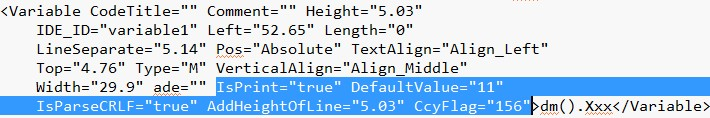 <Variable CodeTitle="" Comment="" Height="5.03"
IDE_ID="variable1" Left="52.65" Length="0"
LineSeparate="5.14" Pos="Absolute" TextAlign="Align_Left"
Top="4.76" Type="M" VerticalAlign="Align_Middle"
Width="29.9" ade="" IsPrint="true" DefaultValue="11"
IsParseCRLF="true" AddHeightOfLine="5.03" CcyFlag="156">dm().Xxx</Variable>